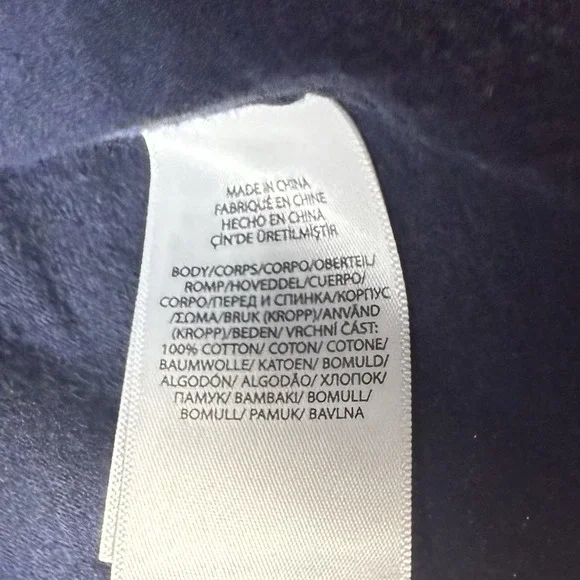 MADE IN CHINA
FABRIQUÉ EN CHINE
HECHO EN CHINA
ÇİN'DE ÜRETİLMİŞTİR
BODY/CORPS/CORPO/OBERTEIL/
ROMP/HOVEDDEL/CUERPO/
CORPO/ПЕРЕД И СПИНКА/КОРПУС
/ΣΩΜΑ/BRUK (KROPP)/ANVÄND
(KROPP)/BEDEN/ VRCHNÍ ČÁST:
100% COTTON/ COTON/ COTONE/
BAUMWOLLE/ KATOEN/ BOMULD/
ALGODÓN/ ALGODÃO/ ХЛОПОК/
ПАМУК/ BAMBAKI/ BOMULL/
BOMULL/ PAMUK/ BAVLNA